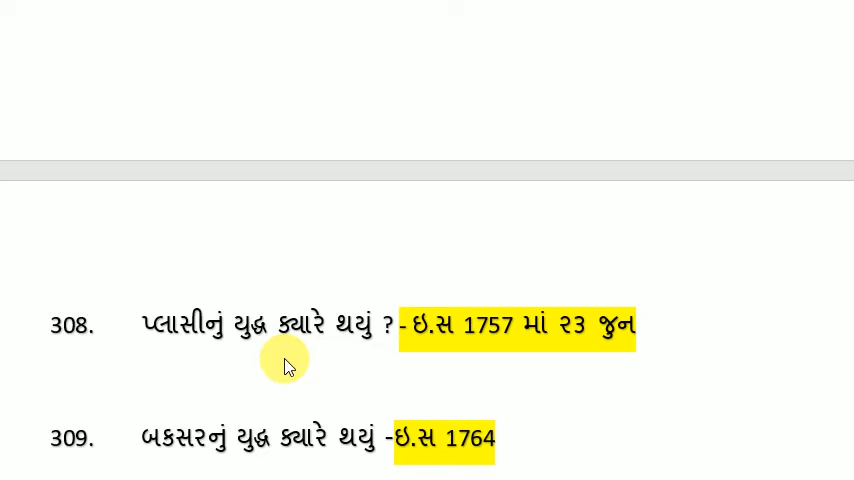 308. પ્લાસીનું યુદ્ધ ક્યારે થયું ? - ઇ.સ 1757 માં ૨૩ જુન
309. બકસરનું યુદ્ધ ક્યારે થયું -ઇ.સ 1764